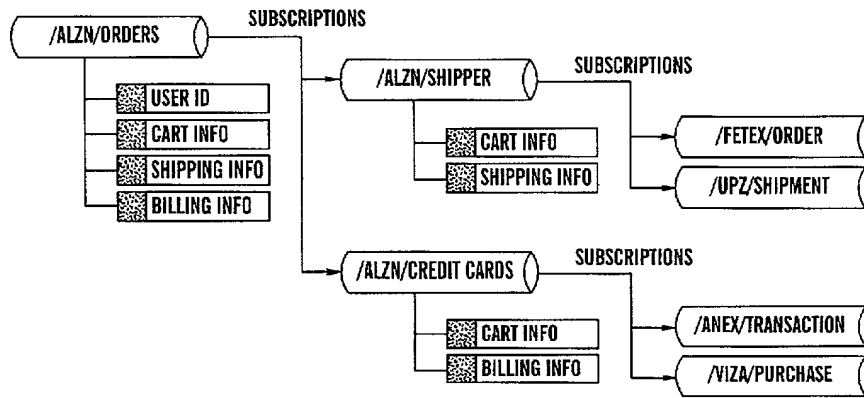 SUBSCRIPTIONS
/ALZN/ORDERS
USER ID
CART INFO
SHIPPING INFO
BILLING INFO
/ALZN/SHIPPER
SUBSCRIPTIONS
CART INFO
SHIPPING INFO
/FETEX/ORDER
/UPZ/SHIPMENT
/ALZN/CREDIT CARDS
SUBSCRIPTIONS
CART INFO
BILLING INFO
/ANEX/TRANSACTION
/VIZA/PURCHASE